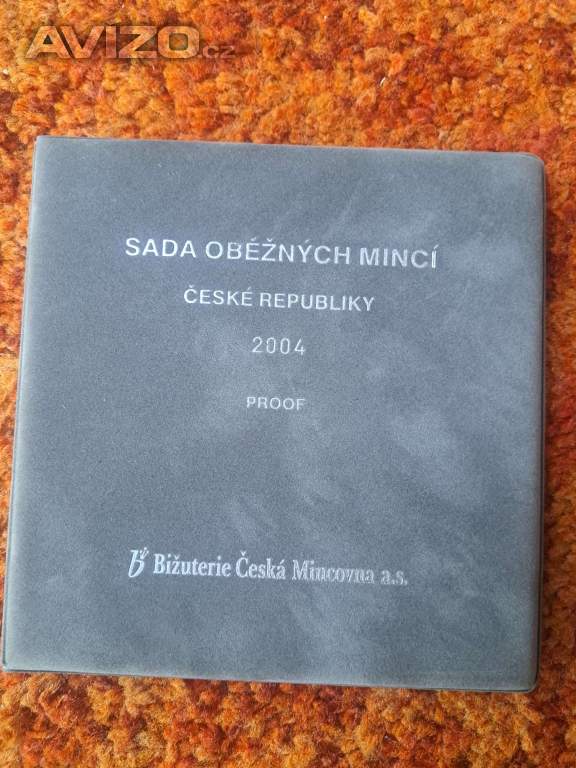 AVIZO.cz
SADA OBĚŽNÝCH MINCÍ
ČESKÉ REPUBLIKY
2004
PROOF
Bižuterie Česká Mincovna a.s.